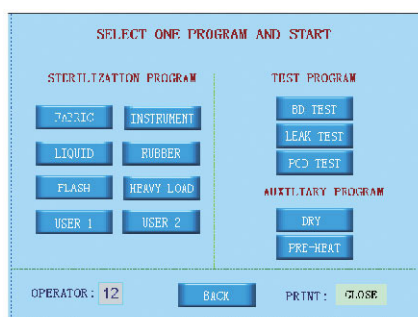 SELECT ONE PROGRAM AND START
STERILIZATION PROGRAM
FABRIC
INSTRUMENT
LIQUID
RUBBER
FLASH
HEAVY LOAD
USER 1
USER 2
TEST PROGRAM
BD TEST
LEAK TEST
PCD TEST
AUXILIARY PROGRAM
DRY
PRE-HEAT
OPERATOR: 12
BACK
PRINT: CLOSE